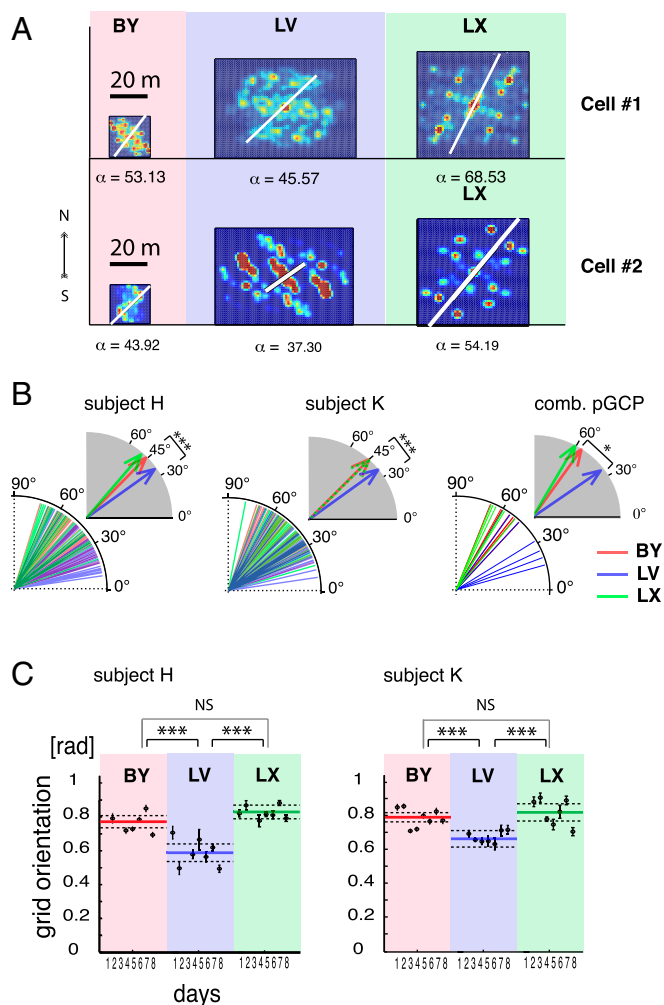 A
BY LV LX
20 m
Cell #1
α = 53.13 α = 45.57 α = 68.53
LX
N
S
20 m
Cell #2
α = 43.92 α = 37.30 α = 54.19
B
subject H subject K comb. pGCP
60° *** 45° 30° 0°
60° *** 45° 30° 0°
60° * 30° 0°
90° 60° 30° 0°
90° 60° 30° 0°
90° 60° 30° 0°
BY
LV
LX
C
subject H subject K
NS NS
*** *** *** ***
[rad]
BY LV LX BY LV LX
1 1
0.8 0.8
0.6 0.6
0.4 0.4
0.2 0.2
0 0
grid orientation
12345678 12345678 12345678 12345678 12345678 12345678
days